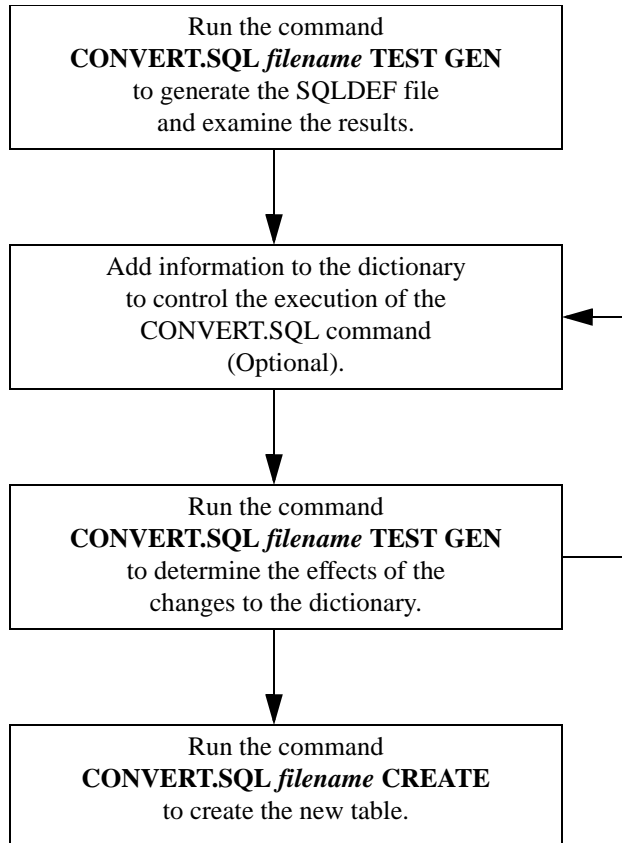 Run the command
CONVERT.SQL filename TEST GEN
to generate the SQLDEF file
and examine the results.
Add information to the dictionary
to control the execution of the
CONVERT.SQL command
(Optional).
Run the command
CONVERT.SQL filename TEST GEN
to determine the effects of the
changes to the dictionary.
Run the command
CONVERT.SQL filename CREATE
to create the new table.